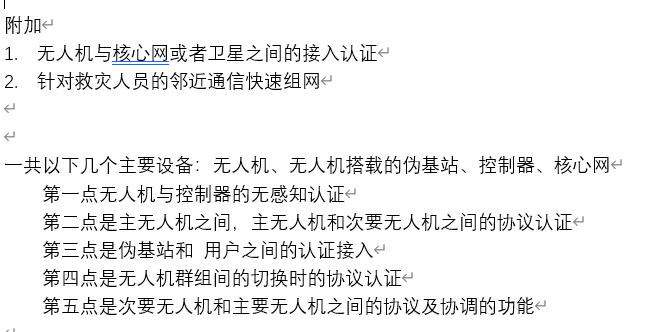 附加
1. 无人机与核心网或者卫星之间的接入认证
2. 针对救灾人员的邻近通信快速组网
一共以下几个主要设备：无人机、无人机搭载的伪基站、控制器、核心网
第一点无人机与控制器的无感知认证
第二点是主无人机之间，主无人机和次要无人机之间的协议认证
第三点是伪基站和 用户之间的认证接入
第四点是无人机群组间的切换时的协议认证
第五点是次要无人机和主要无人机之间的协议及协调的功能